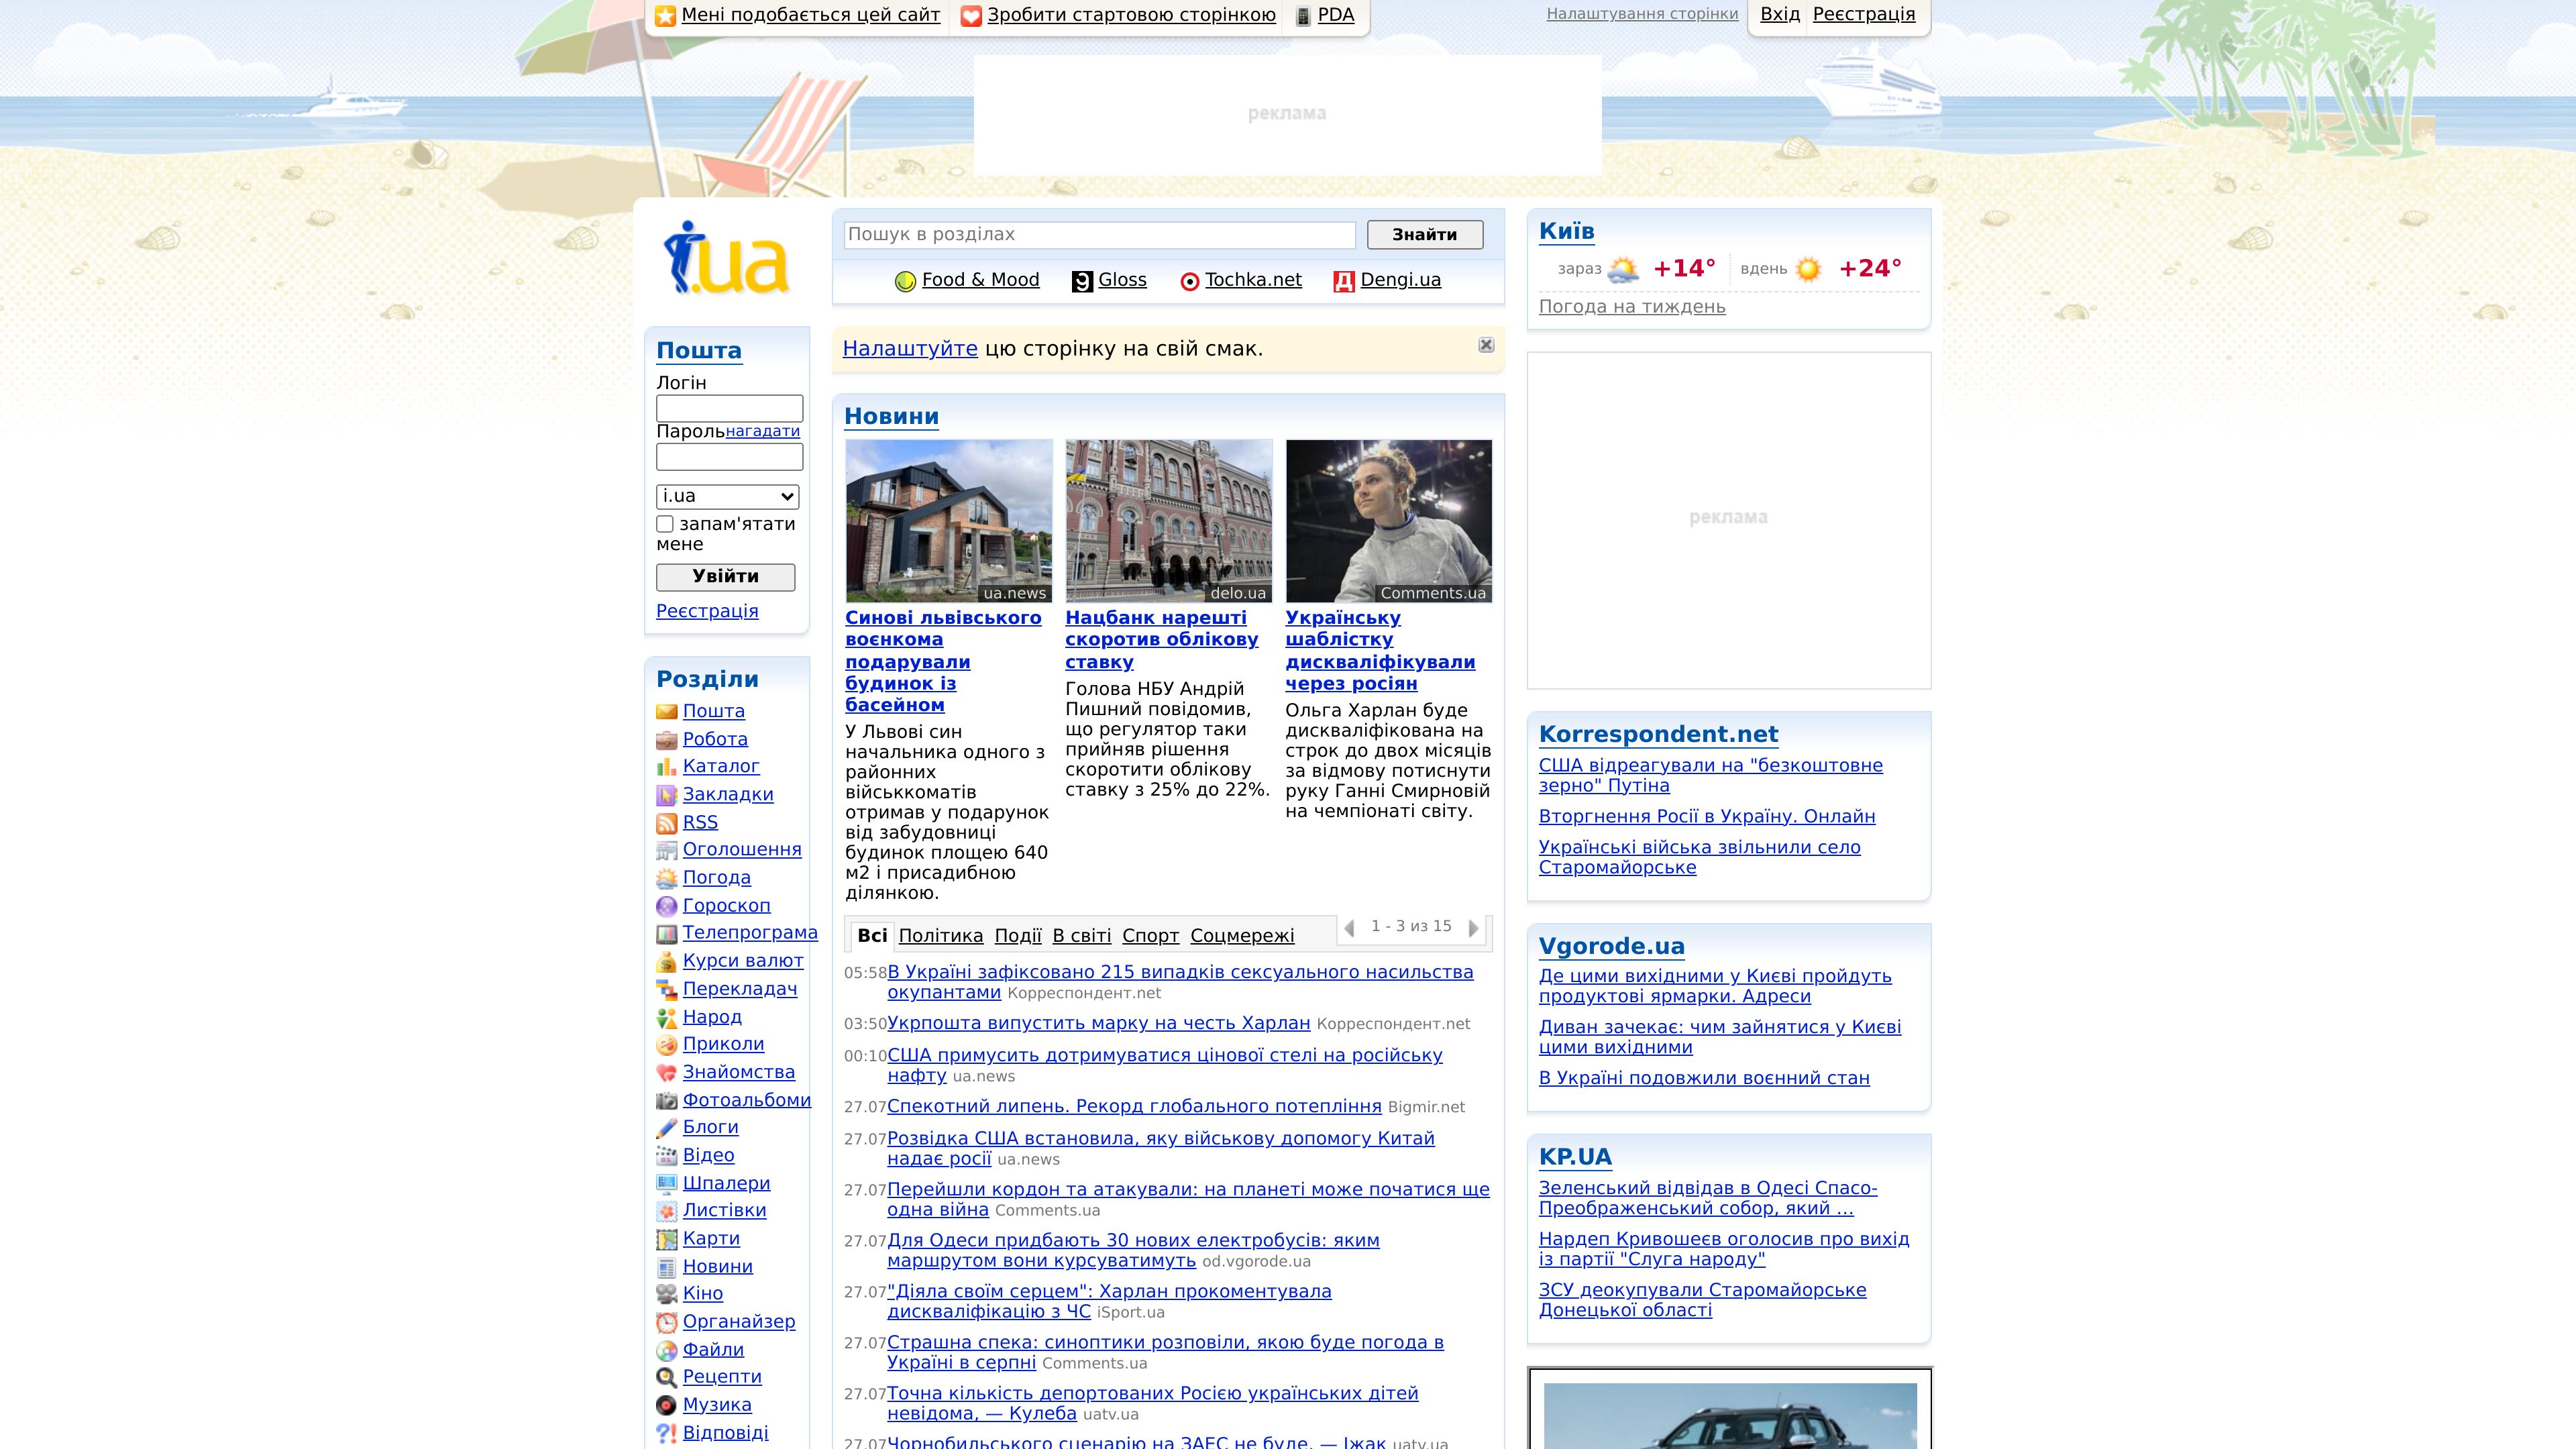 Мені подобається цей сайт
Зробити стартовою сторінкою
PDA
Налаштування сторінки
Вхід
Реєстрація
реклама
i.ua
Пошук в розділах
Знайти
Food & Mood
Gloss
Tochka.net
Dengi.ua
Київ
зараз +14° вдень +24°
Погода на тиждень
Пошта
Логін
Пароль нагадати
i.ua
запам'ятати
мене
Увійти
Реєстрація
Розділи
Пошта
Робота
Каталог
Закладки
RSS
Оголошення
Погода
Гороскоп
Телепрограма
Курси валют
Перекладач
Народ
Приколи
Знайомства
Фотоальбоми
Блоги
Відео
Шпалери
Листівки
Карти
Новини
Кіно
Органайзер
Файли
Рецепти
Музика
Відповіді
Налаштуйте цю сторінку на свій смак.
Новини
ua.news
Синові львівського
воєнкома
подарували
будинок із
басейном
У Львові син
начальника одного з
районних
військкоматів
отримав у подарунок
від забудовниці
будинок площею 640
м2 і присадибною
ділянкою.
delo.ua
Нацбанк нарешті
скоротив облікову
ставку
Голова НБУ Андрій
Пишний повідомив,
що регулятор таки
прийняв рішення
скоротити облікову
ставку з 25% до 22%.
Comments.ua
Українську
шаблістку
дискваліфікували
через росіян
Ольга Харлан буде
дискваліфікована на
строк до двох місяців
за відмову потиснути
руку Ганні Смирновій
на чемпіонаті світу.
Всі Політика Події В світі Спорт Соцмережі
1 - 3 из 15
05:58 В Україні зафіксовано 215 випадків сексуального насильства
окупантами Корреспондент.net
03:50 Укрпошта випустить марку на честь Харлан Корреспондент.net
00:10 США примусить дотримуватися цінової стелі на російську
нафту ua.news
27.07 Спекотний липень. Рекорд глобального потепління Bigmir.net
27.07 Розвідка США встановила, яку військову допомогу Китай
надає росії ua.news
27.07 Перейшли кордон та атакували: на планеті може початися ще
одна війна Comments.ua
27.07 Для Одеси придбають 30 нових електробусів: яким
маршрутом вони курсуватимуть od.vgorode.ua
27.07 "Діяла своїм серцем": Харлан прокоментувала
дискваліфікацію з ЧС iSport.ua
27.07 Страшна спека: синоптики розповіли, якою буде погода в
Україні в серпні Comments.ua
27.07 Точна кількість депортованих Росією українських дітей
невідома, — Кулеба uatv.ua
27.07 Чорнобильського сценарію на ЗАЕС не буде, — Їжак uatv.ua
реклама
Korrespondent.net
США відреагували на "безкоштовне
зерно" Путіна
Вторгнення Росії в Україну. Онлайн
Українські війська звільнили село
Старомайорське
Vgorode.ua
Де цими вихідними у Києві пройдуть
продуктові ярмарки. Адреси
Диван зачекає: чим зайнятися у Києві
цими вихідними
В Україні подовжили воєнний стан
KP.UA
Зеленський відвідав в Одесі Спасо-
Преображенський собор, який ...
Нардеп Кривошеєв оголосив про вихід
із партії "Слуга народу"
ЗСУ деокупували Старомайорське
Донецької області